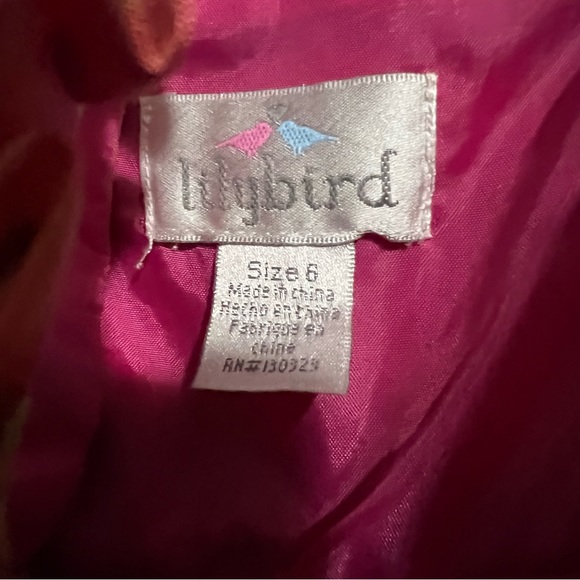 lilybird
Size 6
Made in china
Hecho en china
Fabrique en
chine
RN#130929